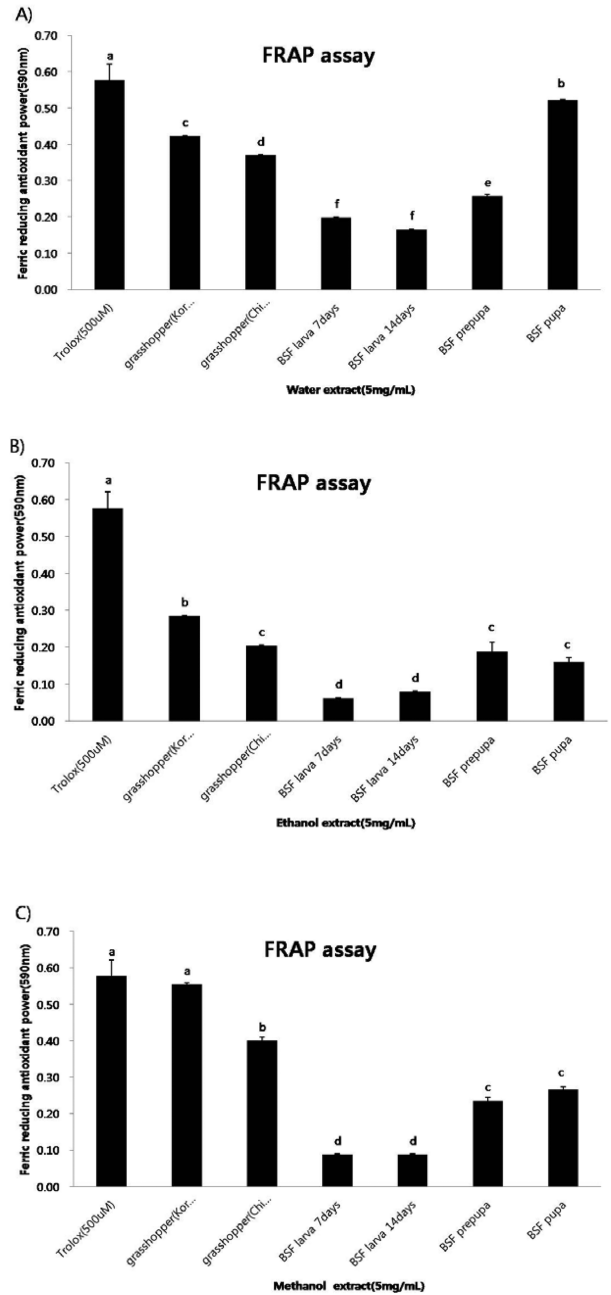 A)
FRAP assay
Ferric reducing antioxidant power(590nm)
0.60
0.50
0.40
0.30
0.20
0.10
0.00
a
c
d
f
f
e
b
Trolox(500uM)
grasshopper(Kor...
grasshopper(Chi...
BSF larva 7days
BSF larva 14days
BSF prepupa
BSF pupa
Water extract(5mg/mL)
B)
FRAP assay
Ferric reducing antioxidant power(590nm)
0.70
0.60
0.50
0.40
0.30
0.20
0.10
0.00
a
b
c
d
d
c
c
Trolox(500uM)
grasshopper(Kor...
grasshopper(Chi...
BSF larva 7days
BSF larva 14days
BSF prepupa
BSF pupa
Ethanol extract(5mg/mL)
C)
FRAP assay
Ferric reducing antioxidant power(590nm)
0.70
0.60
0.50
0.40
0.30
0.20
0.10
0.00
a
a
b
d
d
c
c
Trolox(500uM)
grasshopper(Kor...
grasshopper(Chi...
BSF larva 7days
BSF larva 14days
BSF prepupa
BSF pupa
Methanol extract(5mg/mL)